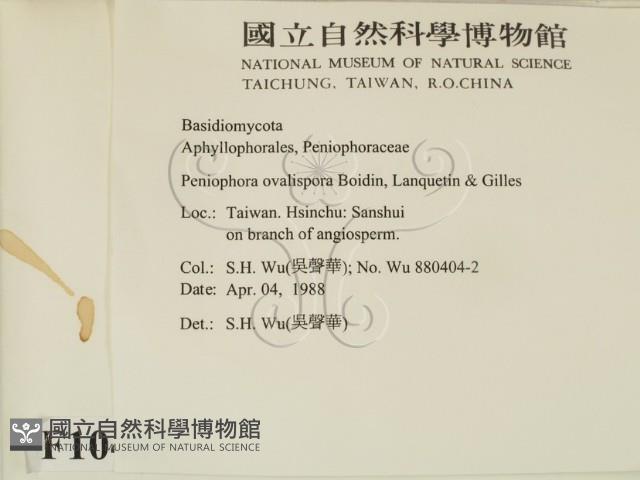 國立自然科學博物館
NATIONAL MUSEUM OF NATURAL SCIENCE
TAICHUNG, TAIWAN, R.O.CHINA
Basidiomycota
Aphyllophorales, Peniophoraceae
Peniophora ovalispora Boidin, Lanquetin & Gilles
Loc.: Taiwan. Hsinchu: Sanshui
on branch of angiosperm.
Col.: S.H. Wu(吳聲華); No. Wu 880404-2
Date: Apr. 04, 1988
Det.: S.H. Wu(吳聲華)
國立自然科學博物館
NATIONAL MUSEUM OF NATURAL SCIENCE